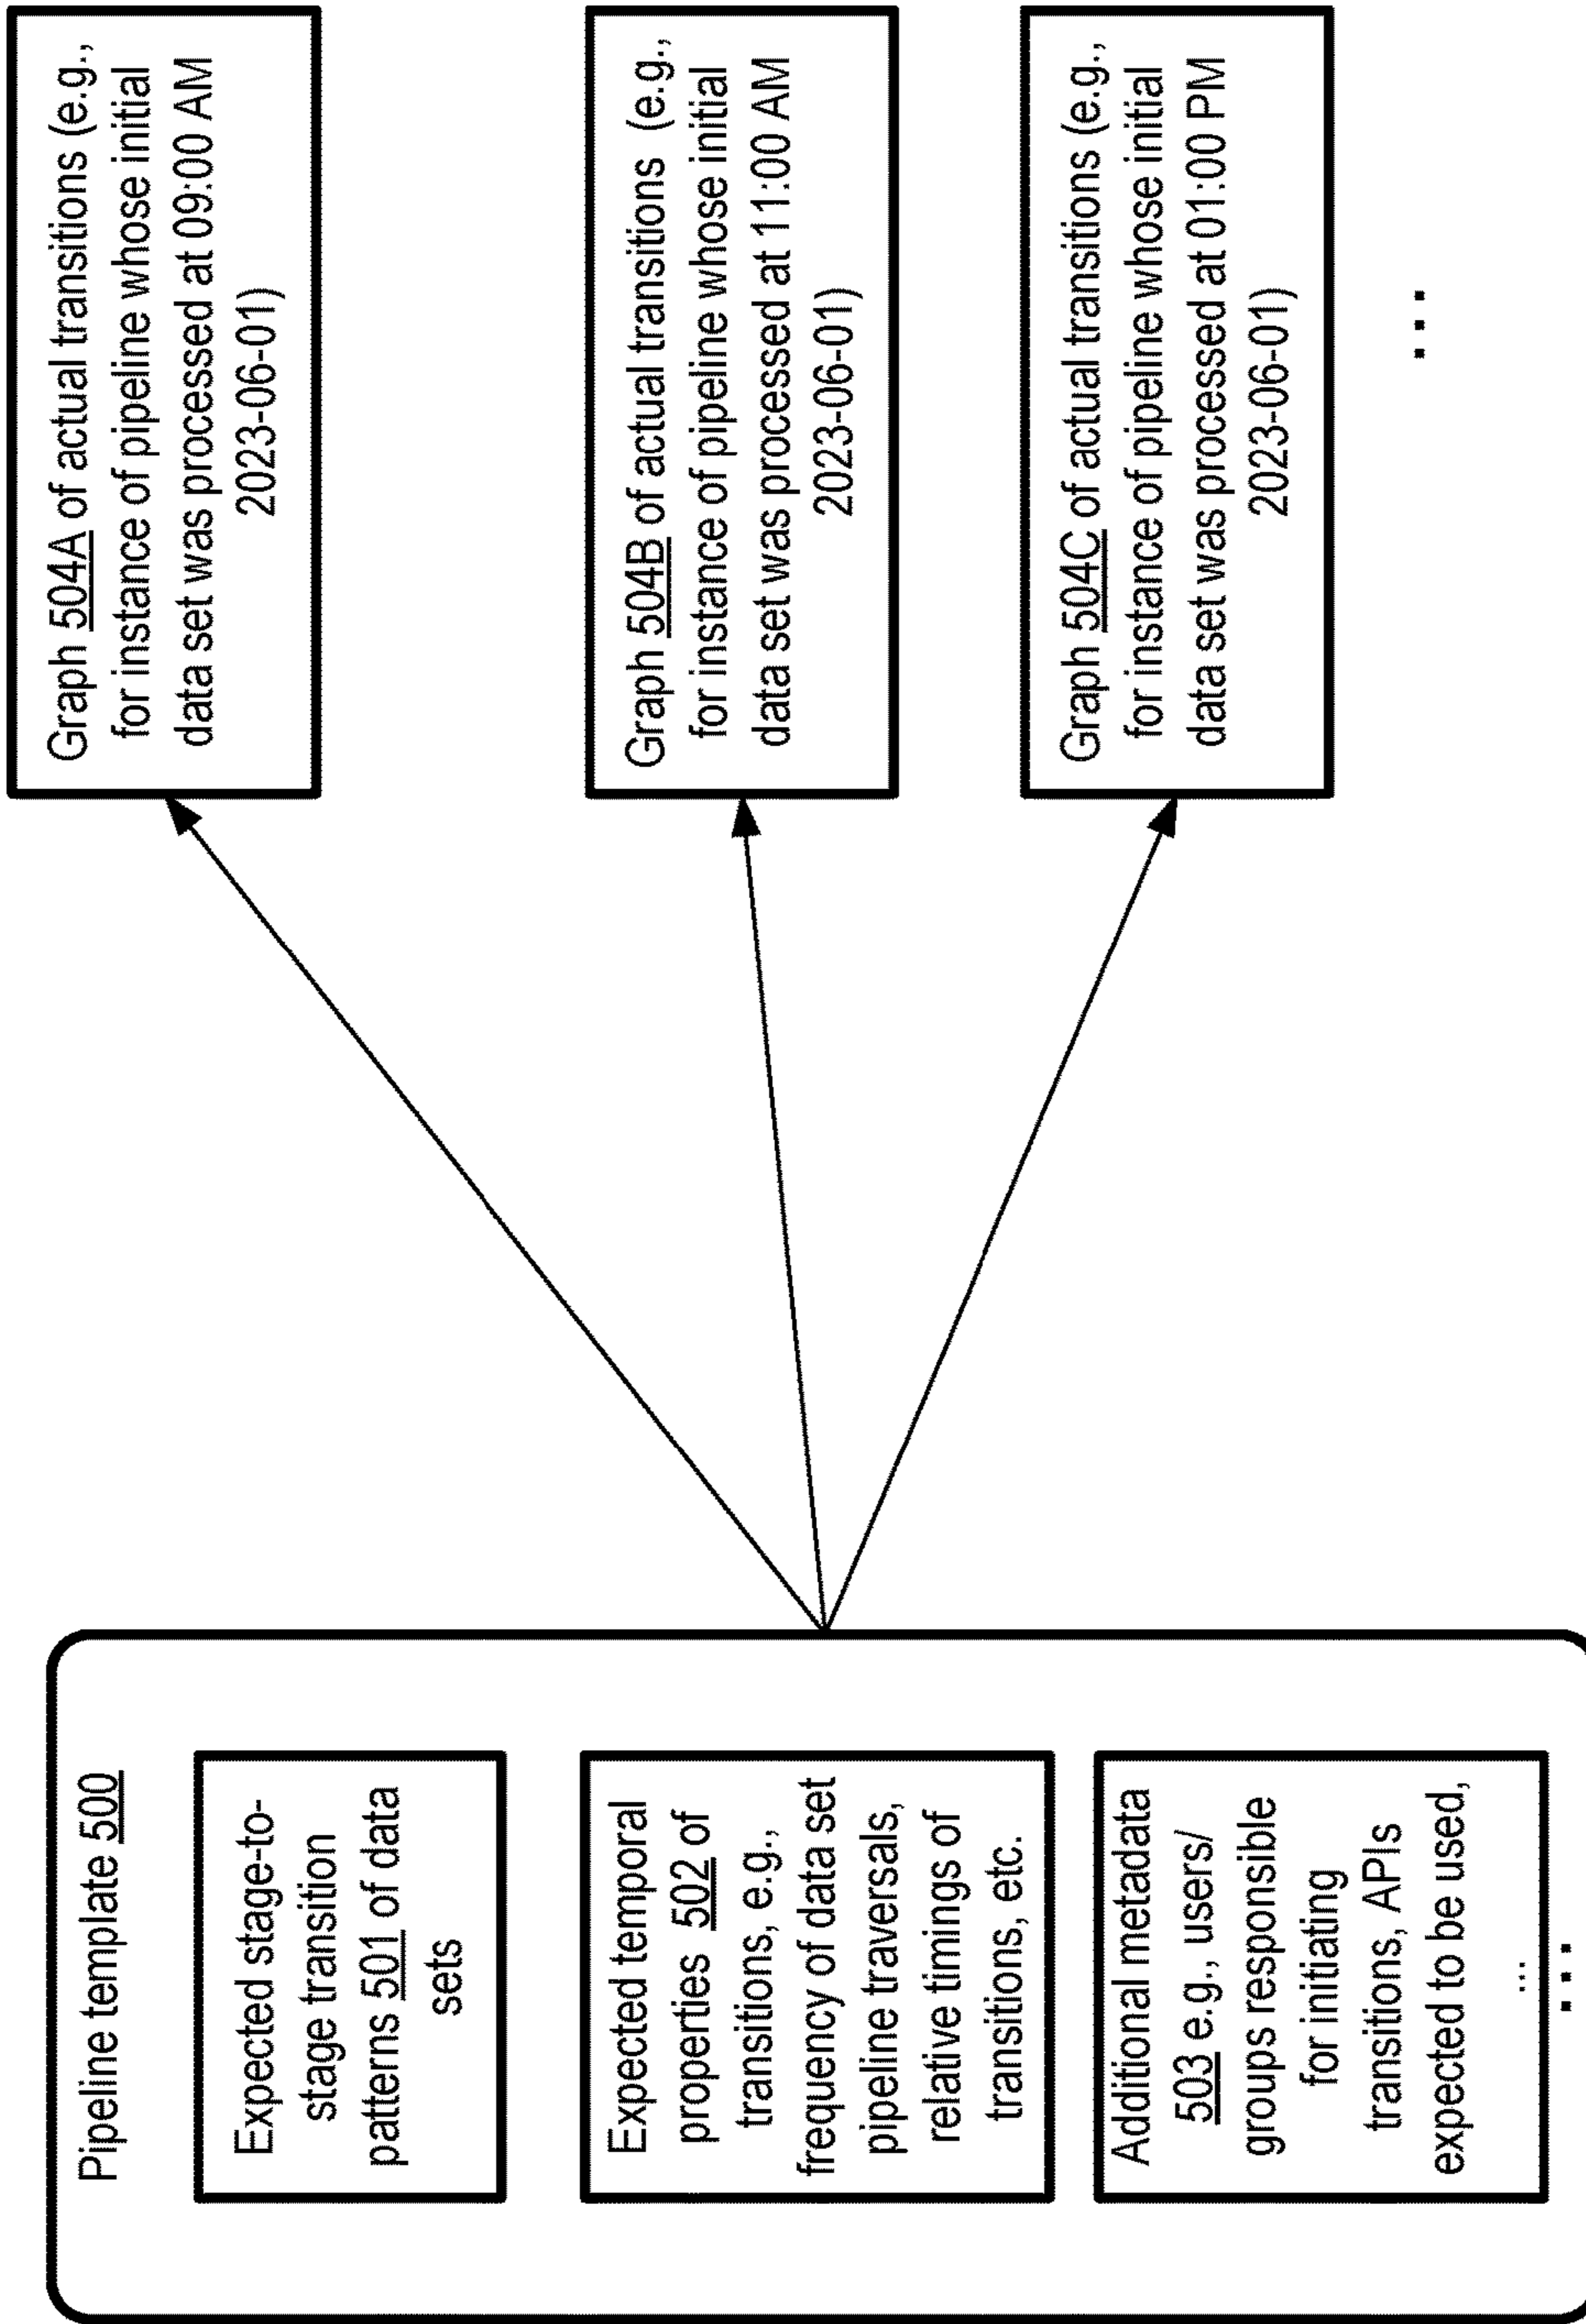 Pipeline template 500
Expected stage-to-
stage transition
patterns 501 of data
sets
Expected temporal
properties 502 of
transitions, e.g.,
frequency of data set
pipeline traversals,
relative timings of
transitions, etc.
Additional metadata
503 e.g., users/
groups responsible
for initiating
transitions, APIs
expected to be used,
...
...
Graph 504A of actual transitions (e.g.,
for instance of pipeline whose initial
data set was processed at 09:00 AM
2023-06-01)
Graph 504B of actual transitions (e.g.,
for instance of pipeline whose initial
data set was processed at 11:00 AM
2023-06-01)
Graph 504C of actual transitions (e.g.,
for instance of pipeline whose initial
data set was processed at 01:00 PM
2023-06-01)
...